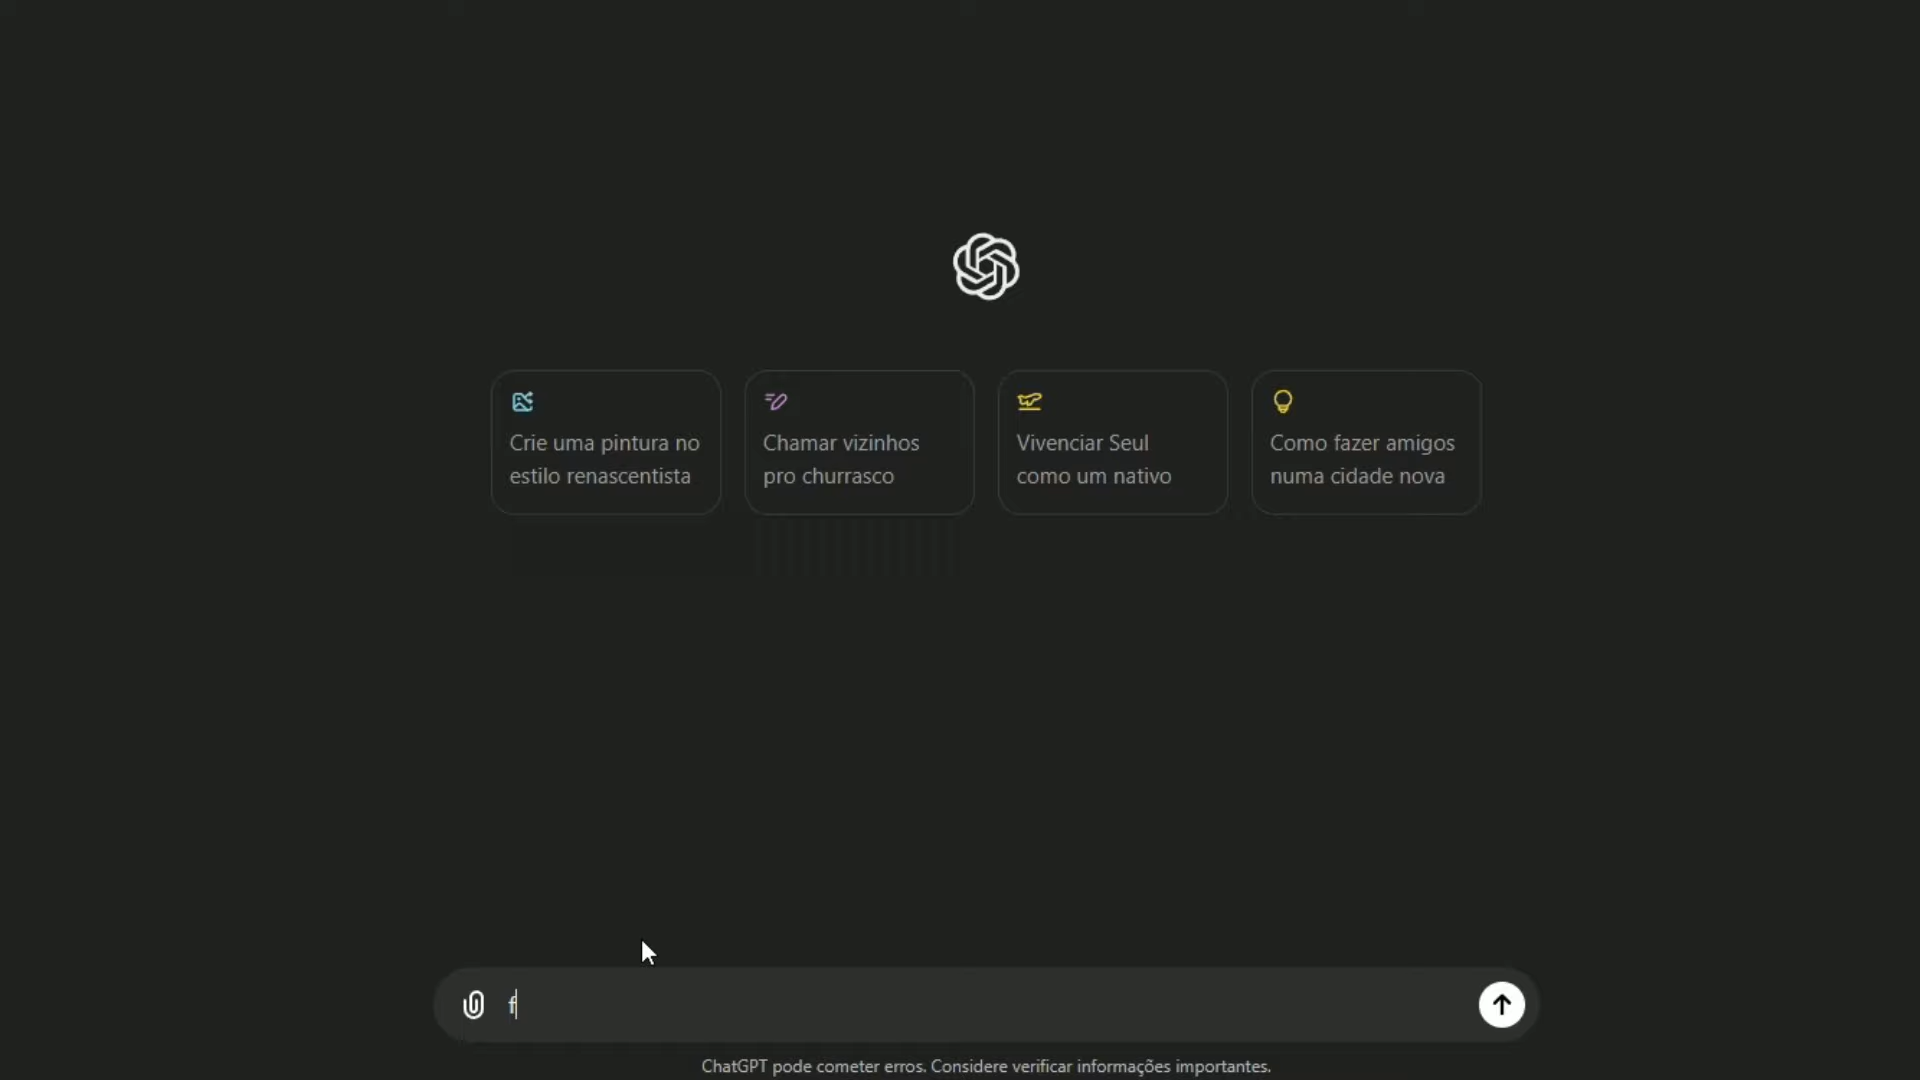 Crie uma pintura no
estilo renascentista
Chamar vizinhos
pro churrasco
Vivenciar Seul
como um nativo
Como fazer amigos
numa cidade nova
f
ChatGPT pode cometer erros. Considere verificar informações importantes.